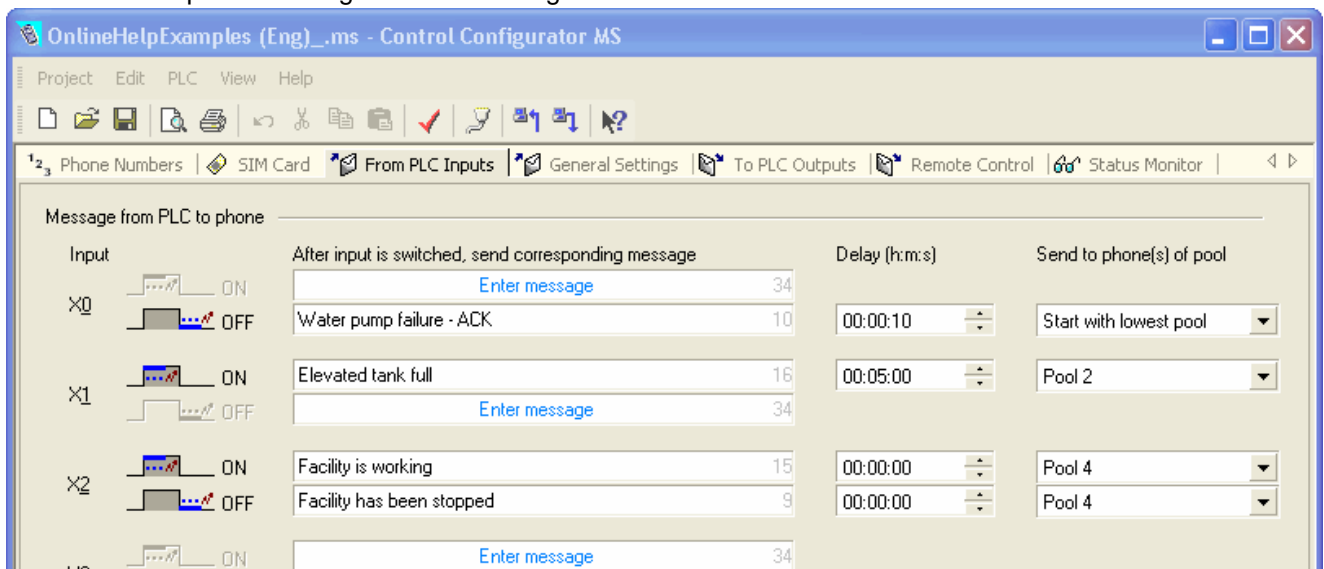 OnlineHelpExamples (Eng)_.ms - Control Configurator MS
Project Edit PLC View Help
1 2 3 Phone Numbers SIM Card From PLC Inputs General Settings To PLC Outputs Remote Control Status Monitor
Message from PLC to phone
Input After input is switched, send corresponding message Delay (h:m:s) Send to phone(s) of pool
X0
ON Enter message 34
OFF Water pump failure - ACK 10 00:00:10 Start with lowest pool
X1
ON Elevated tank full 16 00:05:00 Pool 2
OFF Enter message 34
X2
ON Facility is working 15 00:00:00 Pool 4
OFF Facility has been stopped 9 00:00:00 Pool 4
ON Enter message 34